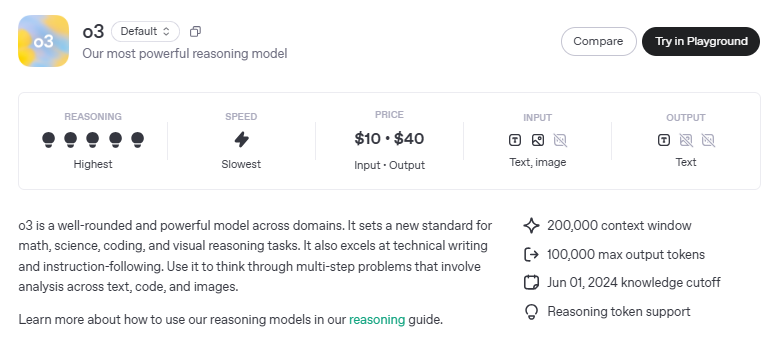 o3
o3 Default
Our most powerful reasoning model
Compare
Try in Playground
REASONING
Highest
SPEED
Slowest
PRICE
$10 • $40
Input • Output
INPUT
Text, image
OUTPUT
Text
o3 is a well-rounded and powerful model across domains. It sets a new standard for
math, science, coding, and visual reasoning tasks. It also excels at technical writing
and instruction-following. Use it to think through multi-step problems that involve
analysis across text, code, and images.
Learn more about how to use our reasoning models in our reasoning guide.
200,000 context window
100,000 max output tokens
Jun 01, 2024 knowledge cutoff
Reasoning token support